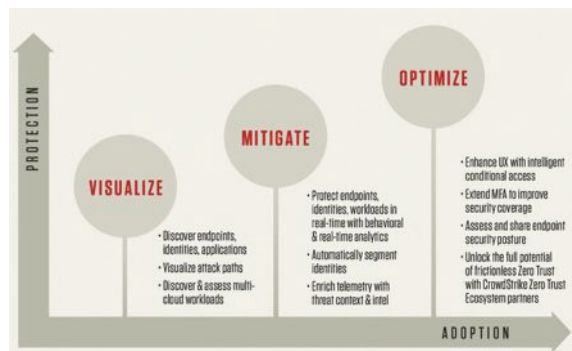 PROTECTION
VISUALIZE
• Discover endpoints,
identities, applications
• Visualize attack paths
• Discover & assess multi-
cloud workloads
MITIGATE
• Protect endpoints,
identities, workloads in
real-time with behavioral
& real-time analytics
• Automatically segment
identities
• Enrich telemetry with
threat context & intel
OPTIMIZE
• Enhance UX with intelligent
conditional access
• Extend MFA to improve
security coverage
• Assess and share endpoint
security posture
• Unlock the full potential
of frictionless Zero Trust
with CrowdStrike Zero Trust
Ecosystem partners
ADOPTION